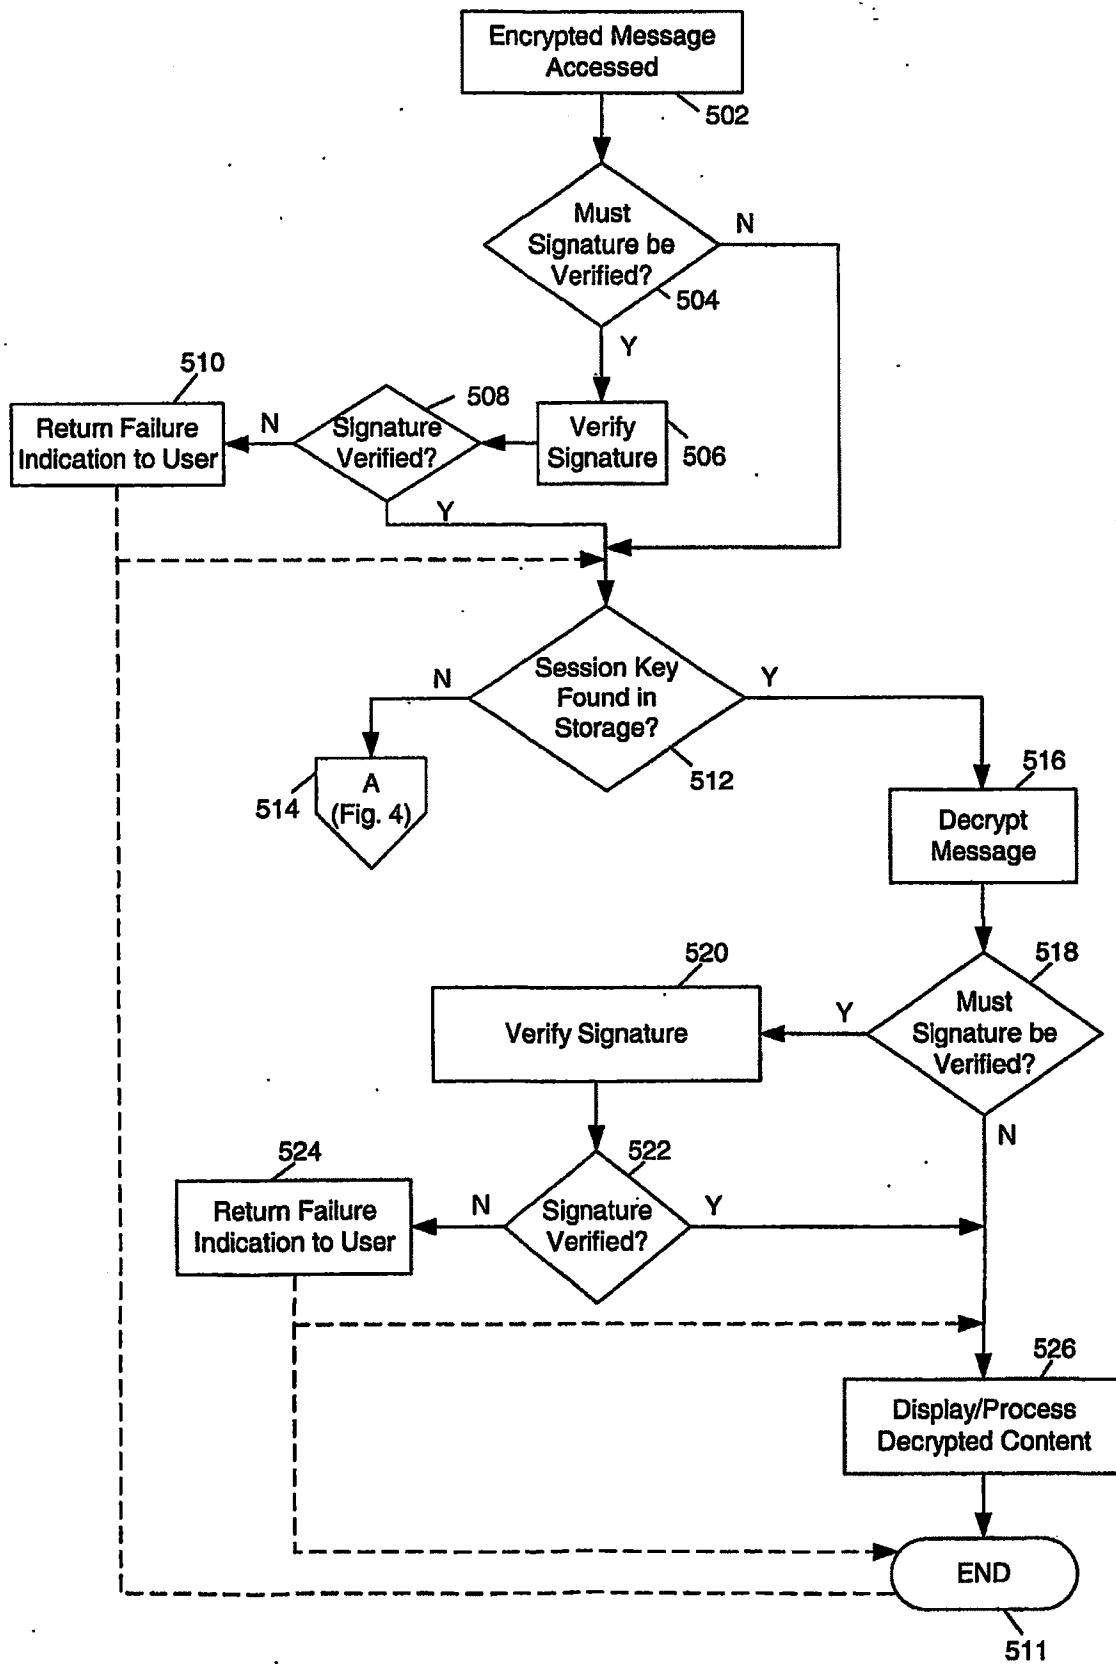 Encrypted Message
Accessed
502
Must
Signature be
Verified?
504
N
Y
510
Return Failure
Indication to User
N
508
Signature
Verified?
Verify
Signature
506
Y
Session Key
Found in
Storage?
512
N
Y
514
A
(Fig. 4)
516
Decrypt
Message
518
Must
Signature be
Verified?
Y
N
520
Verify Signature
522
Signature
Verified?
N
Y
524
Return Failure
Indication to User
526
Display/Process
Decrypted Content
END
511